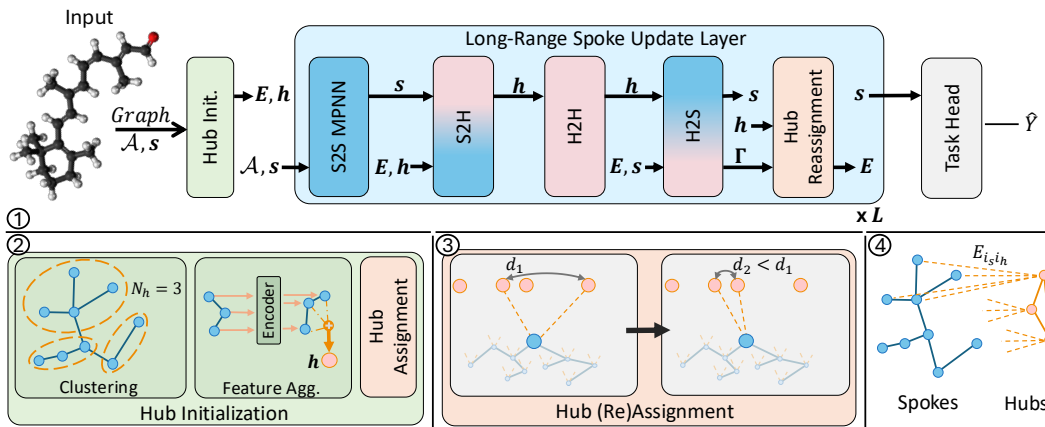 Input
Graph
𝒜, s
Hub Init.
E, h
𝒜, s
Long-Range Spoke Update Layer
S2S MPNN
s
E, h
S2H
h
H2H
h
E, s
H2S
s
h
Γ
Hub
Reassignment
s
E
x L
Task Head
Ŷ
①
②
N_h = 3
Clustering
Encoder
h
Feature Agg.
Hub
Assignment
Hub Initialization
③
d_1
d_2 < d_1
Hub (Re)Assignment
④
E_{i_s i_h}
Spokes
Hubs